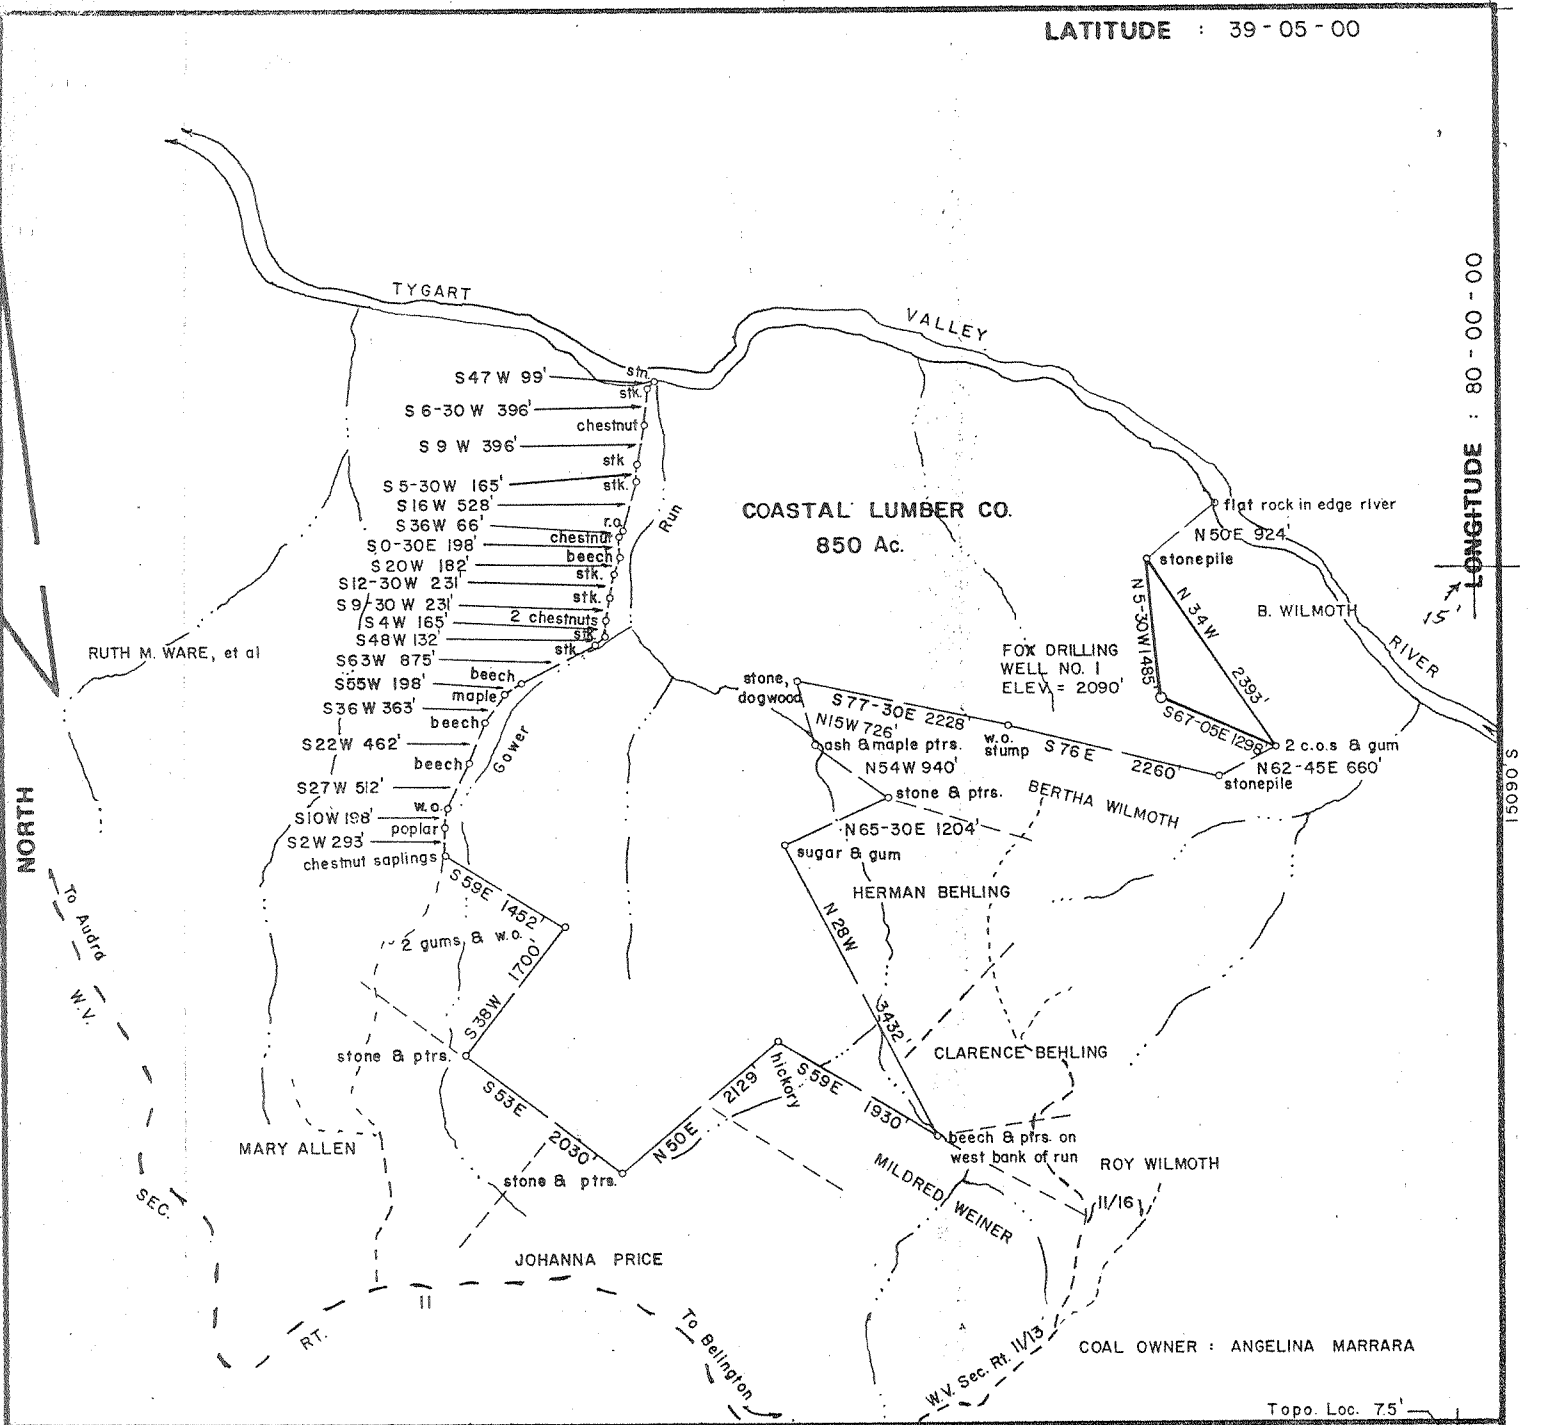 LATITUDE : 39-05-00
LONGITUDE : 80-00-00
15'
15090'S
NORTH
TYGART
VALLEY
RIVER
stn.
S47W 99'
stk.
S 6-30 W 396'
chestnut
S 9 W 396'
stk
S 5-30W 165'
stk.
S16W 528'
r.o.
S36W 66'
chestnut
S0-30E 198'
beech
S20W 182'
stk.
S12-30W 231'
stk.
S9-30 W 231'
2 chestnuts
S4W 165'
stk
S48W 132'
stk.
S63W 875'
beech
S55W 198'
maple
S36W 363'
beech
S22W 462'
beech
S27W 512'
w.o.
S10W 198'
poplar
S2W 293'
chestnut saplings
Gower
Run
COASTAL LUMBER CO.
850 Ac.
flat rock in edge river
N50E 924'
stonepile
N 5-30W 1485'
N 34W 2393'
B. WILMOTH
FOX DRILLING
WELL NO. 1
ELEV = 2090'
S67-05E 1298'
2 c.o.s & gum
N62-45E 660'
stonepile
RUTH M. WARE, et al
stone,
dogwood
S77-30E 2228'
N15W 726'
w.o.
stump
S76E 2260'
ash & maple ptrs.
N54W 940'
stone & ptrs.
BERTHA WILMOTH
N65-30E 1204'
sugar & gum
HERMAN BEHLING
N28W 3432'
S59E 1452'
2 gums & w.o.
S38W 1700'
stone & ptrs.
S53E 2030'
stone & ptrs.
N50E 2129'
hickory
S59E 1930'
CLARENCE BEHLING
beech & ptrs. on
west bank of run
MARY ALLEN
MILDRED WEINER
ROY WILMOTH
11/16
JOHANNA PRICE
To Audra
W.V.
SEC.
RT.
11
To Belington
W.V. Sec. Rt. 11/13
COAL OWNER : ANGELINA MARRARA
Topo. Loc. 7.5'